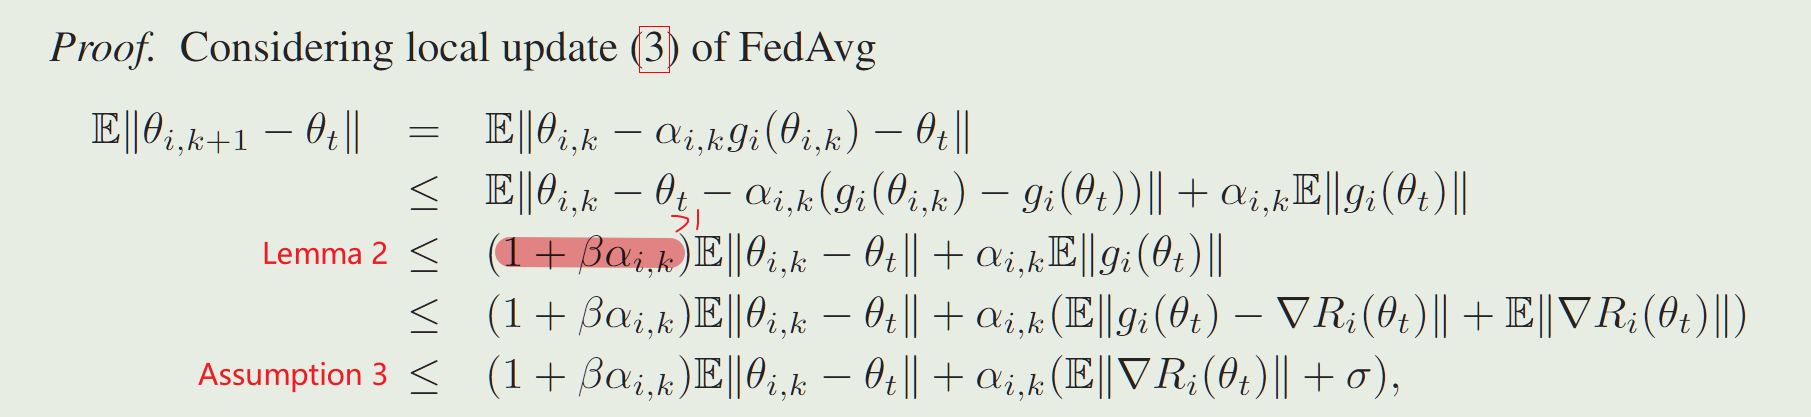 Proof. Considering local update (3) of FedAvg
𝔼‖θ_{i,k+1} − θ_t‖ = 𝔼‖θ_{i,k} − α_{i,k}g_i(θ_{i,k}) − θ_t‖
≤ 𝔼‖θ_{i,k} − θ_t − α_{i,k}(g_i(θ_{i,k}) − g_i(θ_t))‖ + α_{i,k}𝔼‖g_i(θ_t)‖
Lemma 2 ≤ (1 + βα_{i,k})𝔼‖θ_{i,k} − θ_t‖ + α_{i,k}𝔼‖g_i(θ_t)‖
≤ (1 + βα_{i,k})𝔼‖θ_{i,k} − θ_t‖ + α_{i,k}(𝔼‖g_i(θ_t) − ∇R_i(θ_t)‖ + 𝔼‖∇R_i(θ_t)‖)
Assumption 3 ≤ (1 + βα_{i,k})𝔼‖θ_{i,k} − θ_t‖ + α_{i,k}(𝔼‖∇R_i(θ_t)‖ + σ),